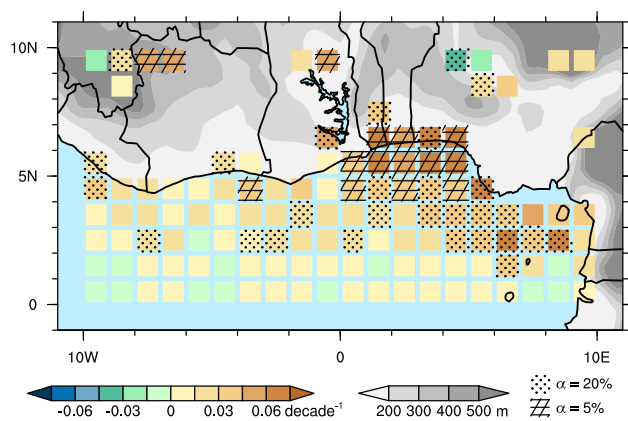 10N
5N
0
10W 0 10E
-0.06 -0.03 0 0.03 0.06 decade⁻¹
200 300 400 500 m
α = 20%
α = 5%